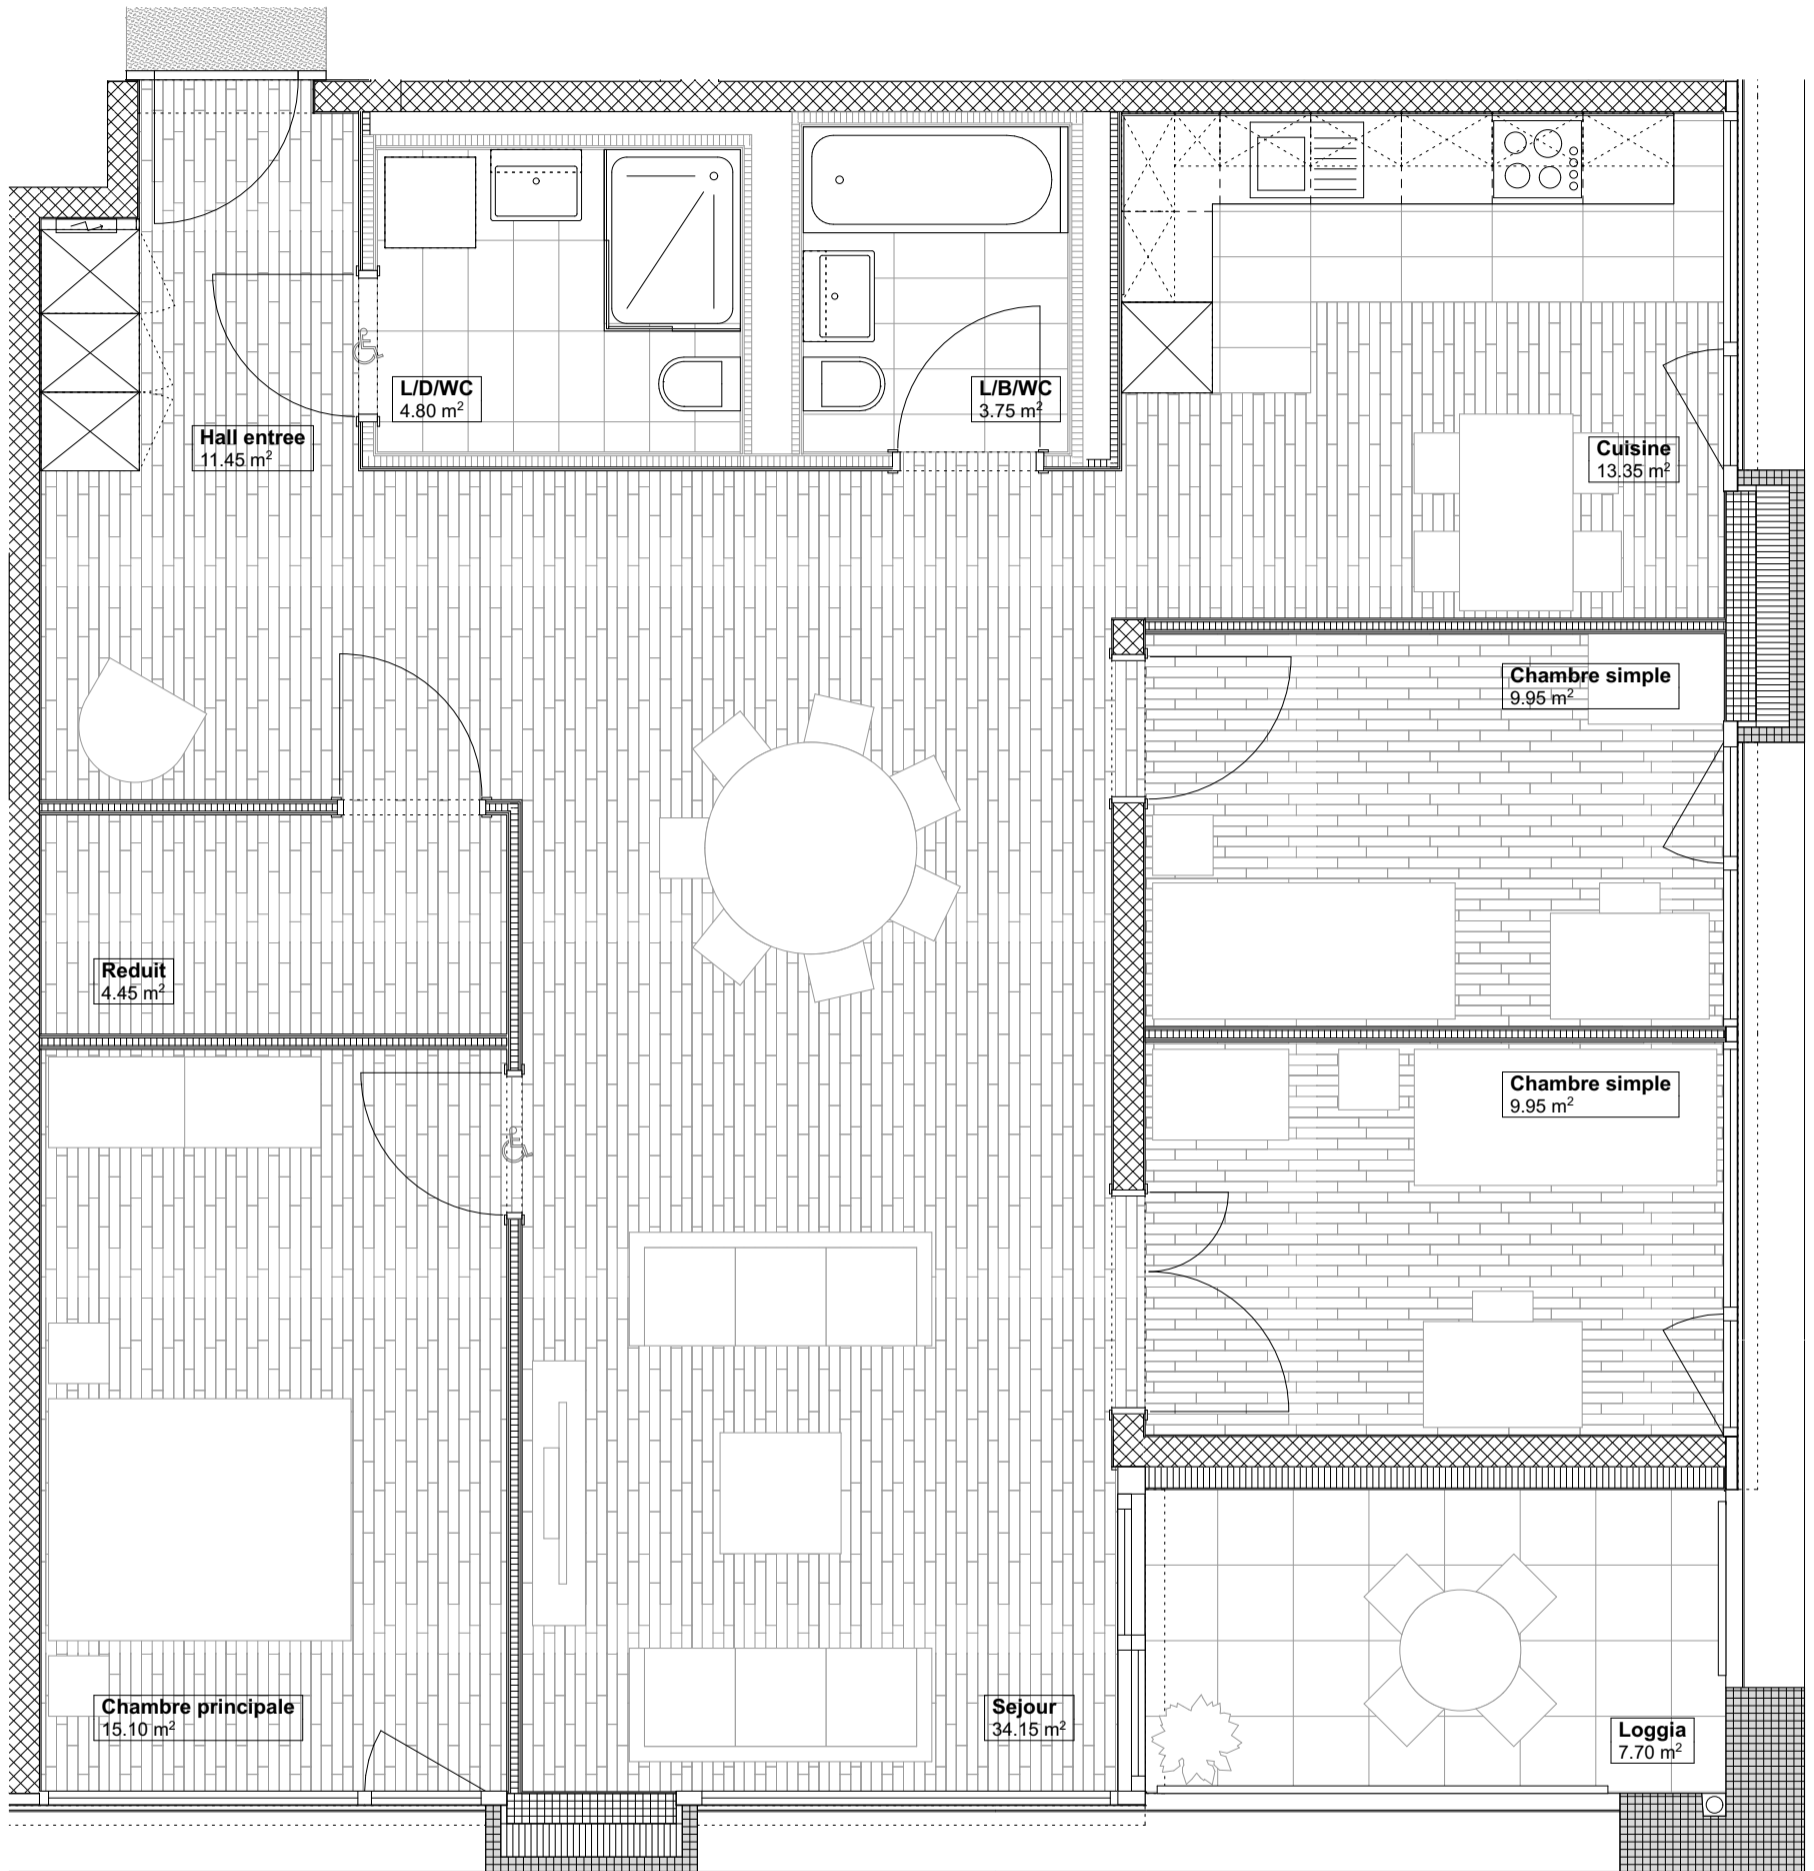 L/D/WC
4.80 m²
L/B/WC
3.75 m²
Hall entree
11.45 m²
Cuisine
13.35 m²
Chambre simple
9.95 m²
Reduit
4.45 m²
Chambre simple
9.95 m²
Chambre principale
15.10 m²
Sejour
34.15 m²
Loggia
7.70 m²